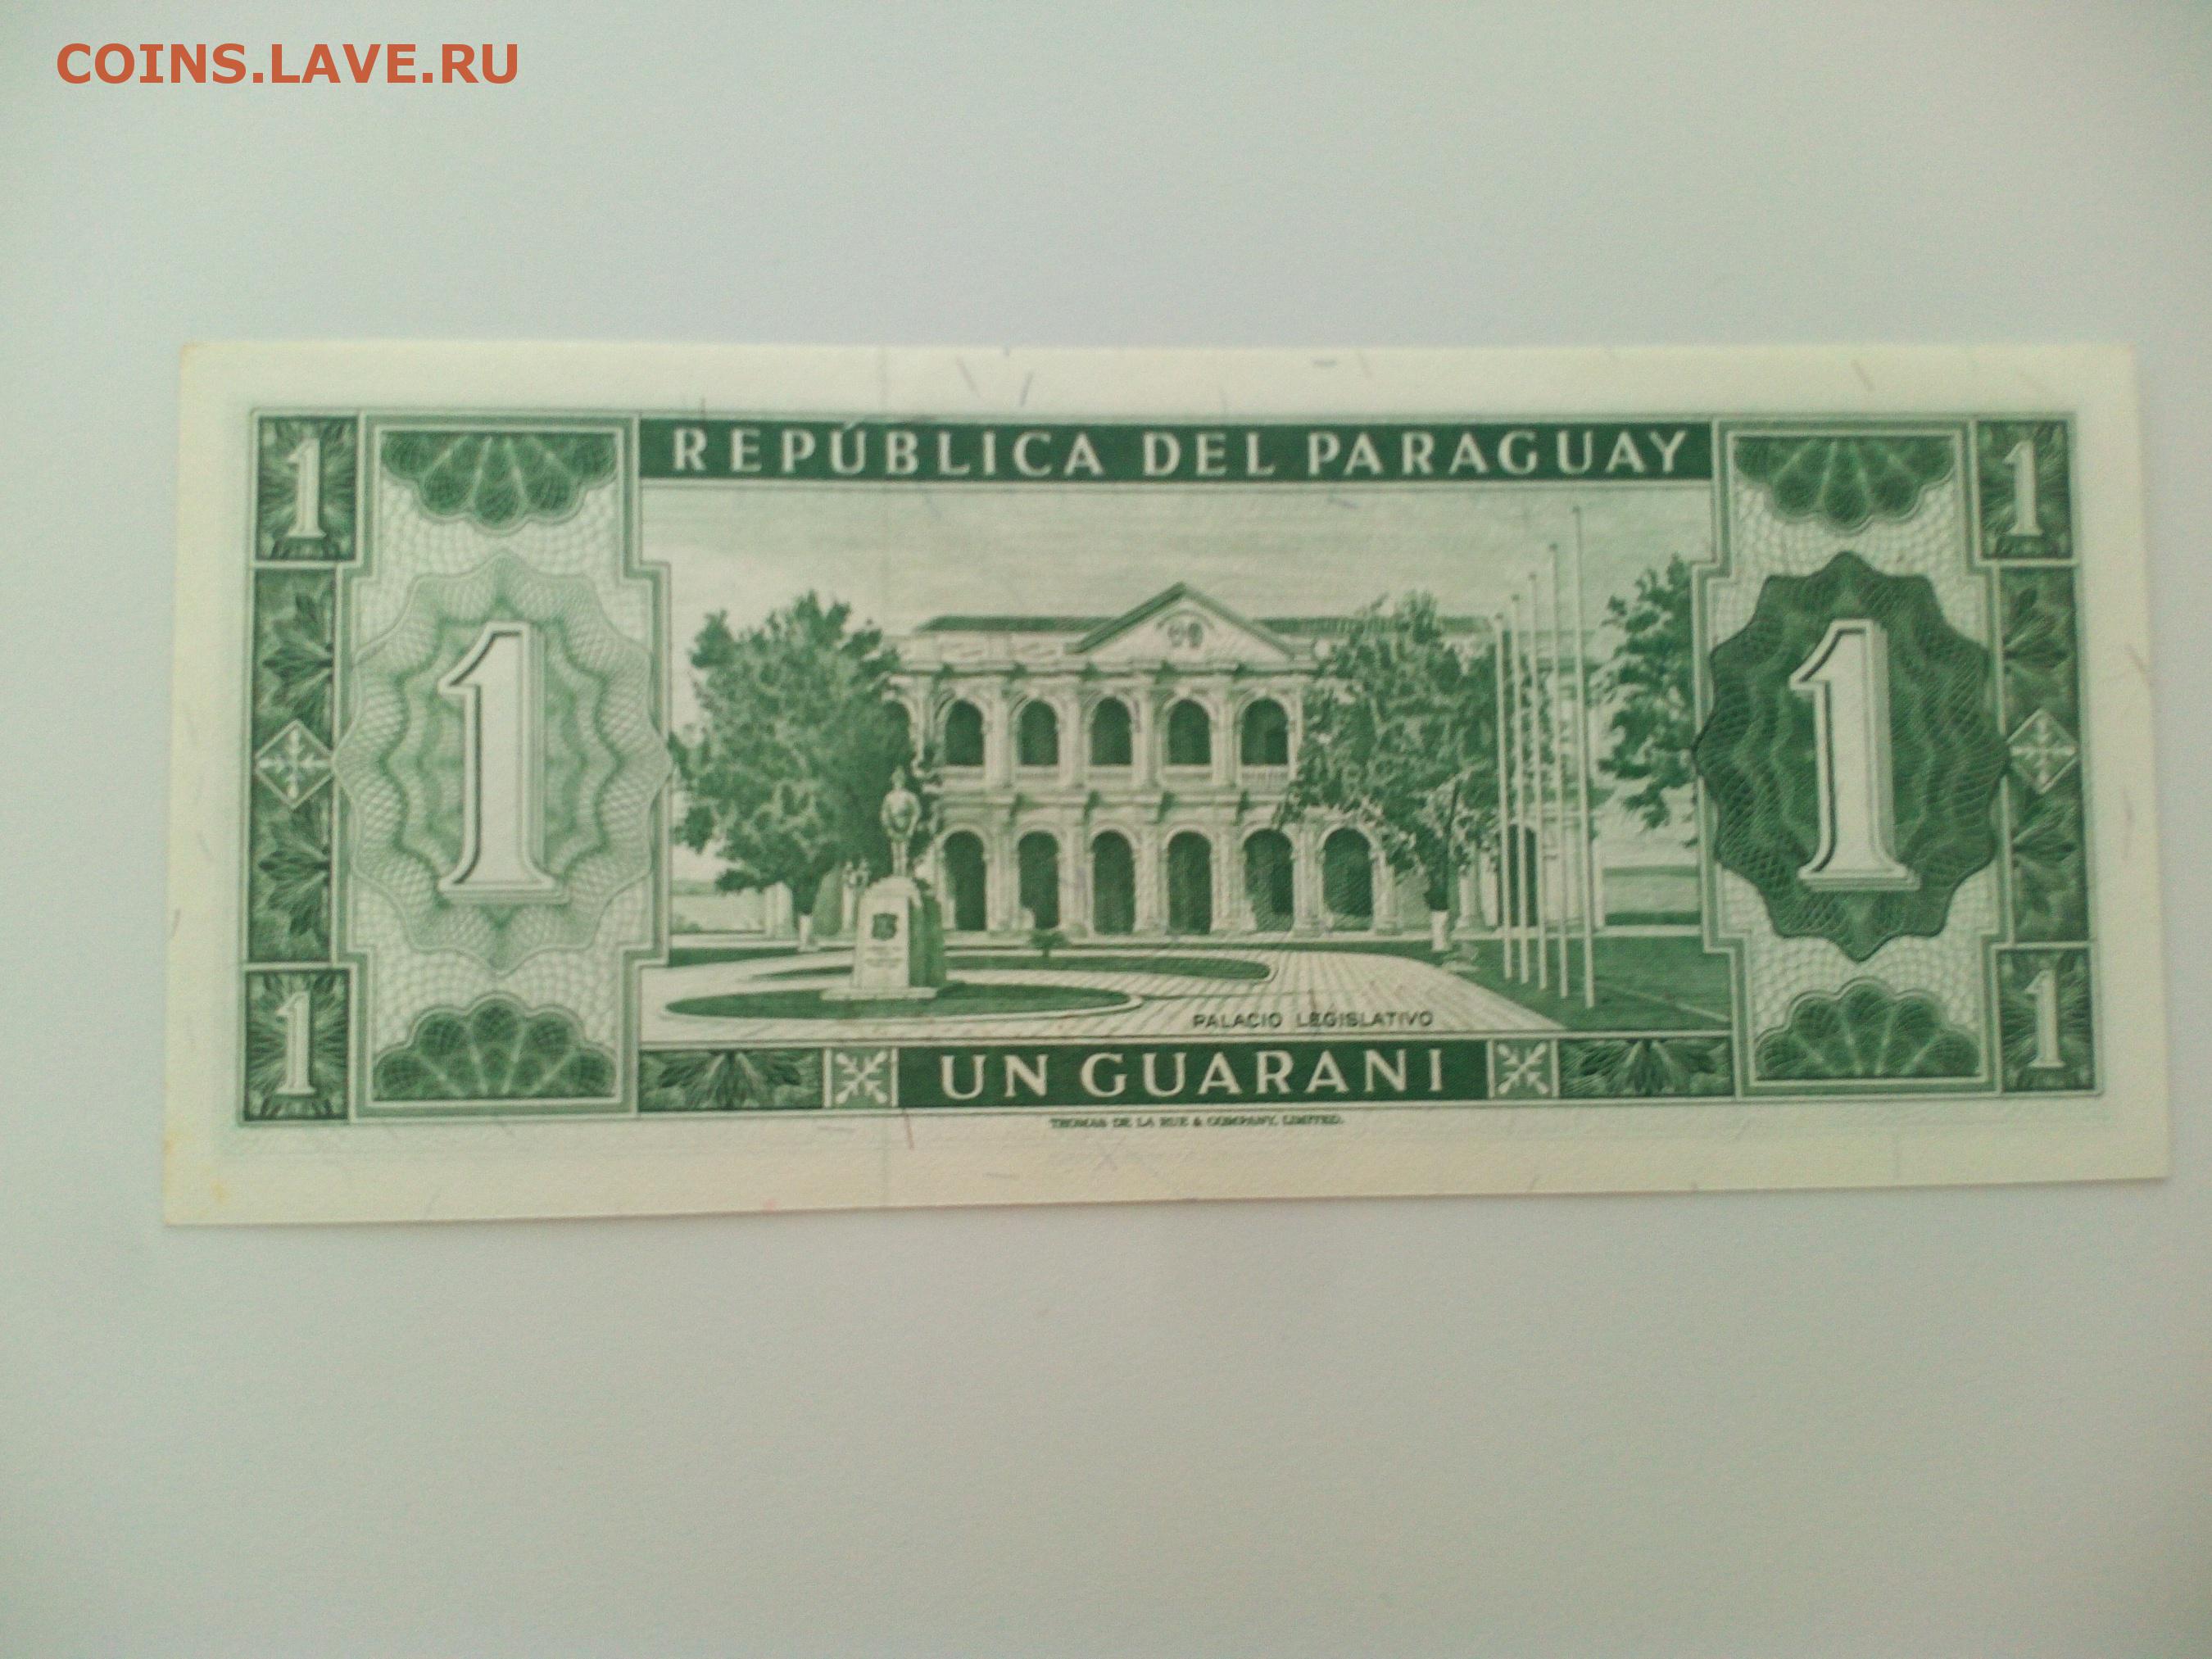 COINS.LAVE.RU
1 REPÚBLICA DEL PARAGUAY 1
1 1
PALACIO LEGISLATIVO
1 UN GUARANI 1
THOMAS DE LA RUE & COMPANY, LIMITED.